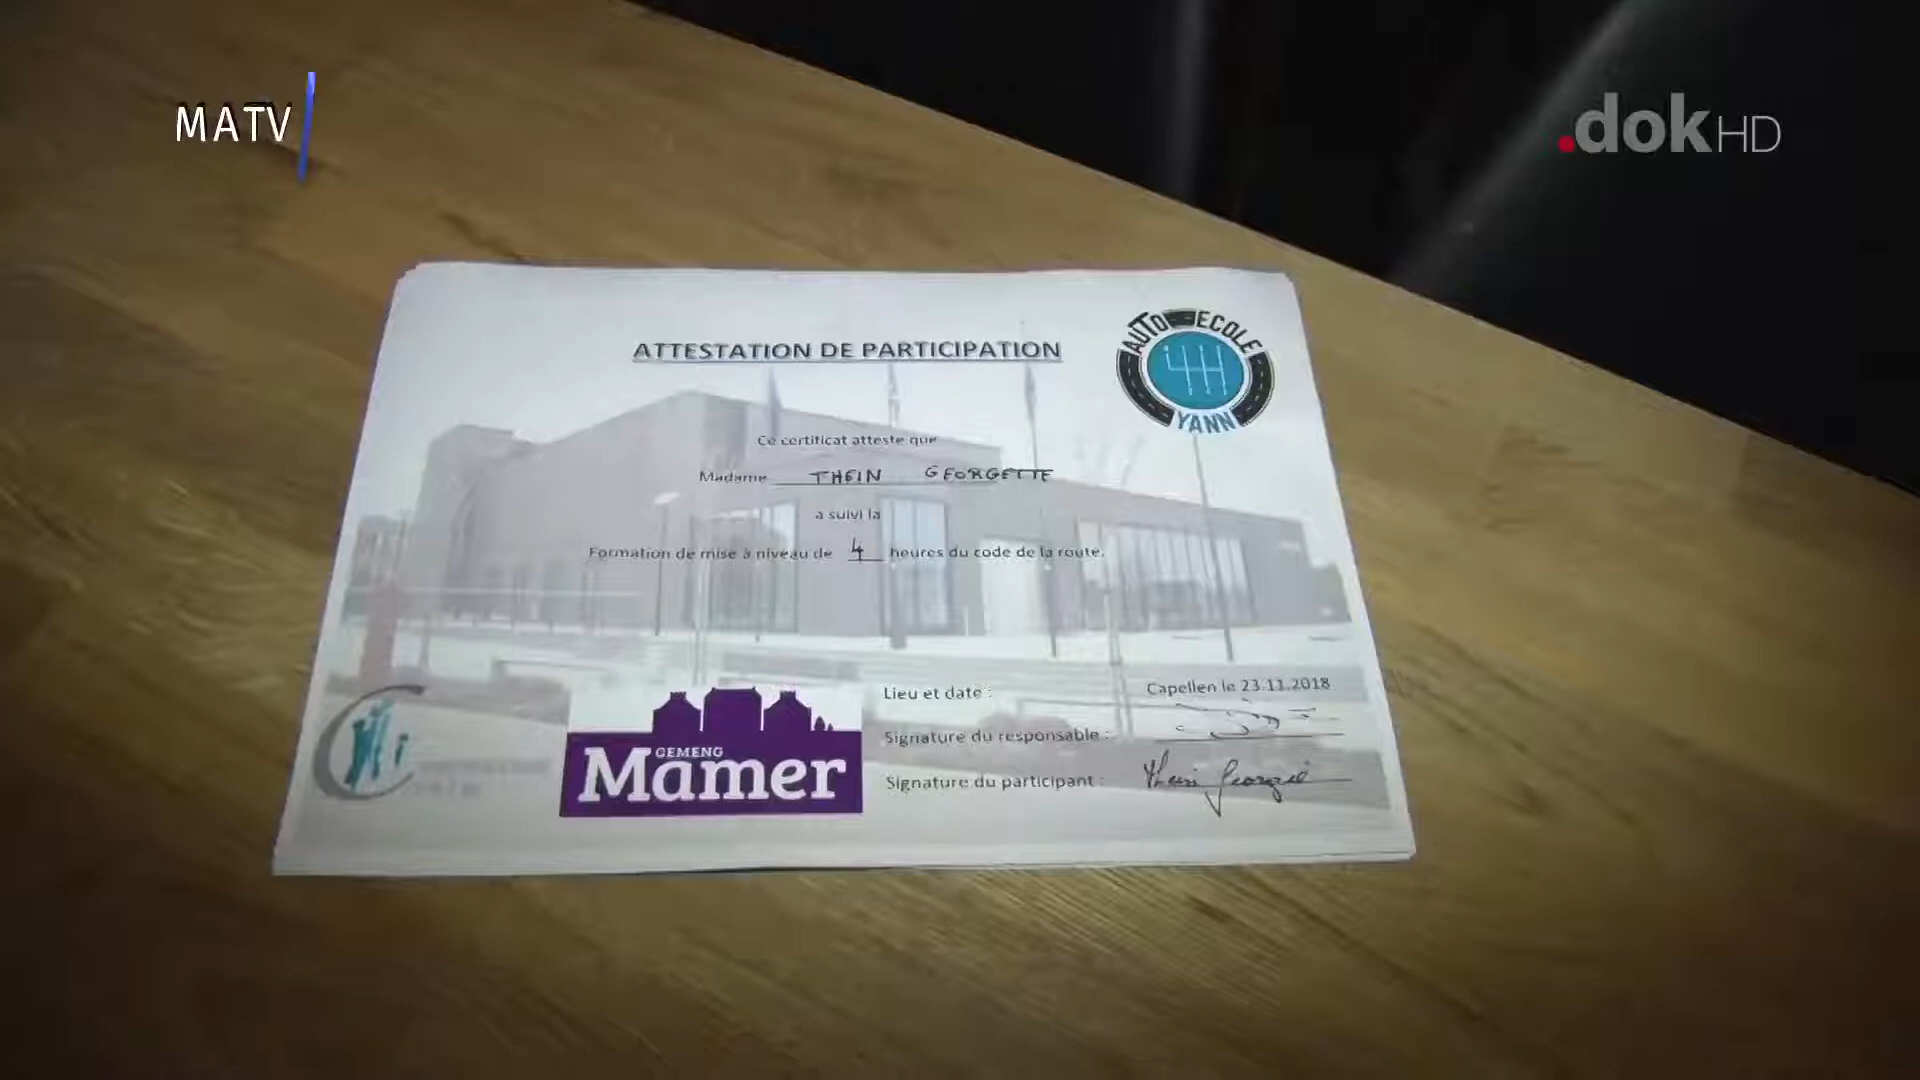 MATV
.dok HD
AUTO ECOLE
YANN
ATTESTATION DE PARTICIPATION
Ce certificat atteste que
Madame THEIN GEORGETTE
a suivi la
Formation de mise à niveau de 4 heures du code de la route.
Lieu et date : Capellen le 23.11.2018
Signature du responsable :
Signature du participant : Thein Georgette
GEMENG
Mamer